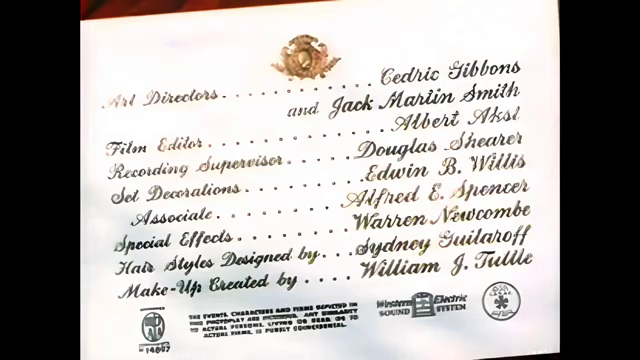 Art Directors . . . . . . . . . . . Cedric Gibbons
and Jack Martin Smith
Film Editor . . . . . . . . . . . . Albert Akst
Recording Supervisor . . . . . . Douglas Shearer
Set Decorations . . . . . . . . . Edwin B. Willis
Associate . . . . . . . . . . Alfred E. Spencer
Special Effects . . . . . . . . . Warren Newcombe
Hair Styles Designed by . . . Sydney Guilaroff
Make-Up Created by . . . . William J. Tuttle
THE EVENTS, CHARACTERS AND FIRMS DEPICTED IN
THIS PHOTOPLAY ARE FICTITIOUS. ANY SIMILARITY
TO ACTUAL PERSONS, LIVING OR DEAD, OR TO
ACTUAL FIRMS, IS PURELY COINCIDENTAL.
Western Electric
SOUND SYSTEM